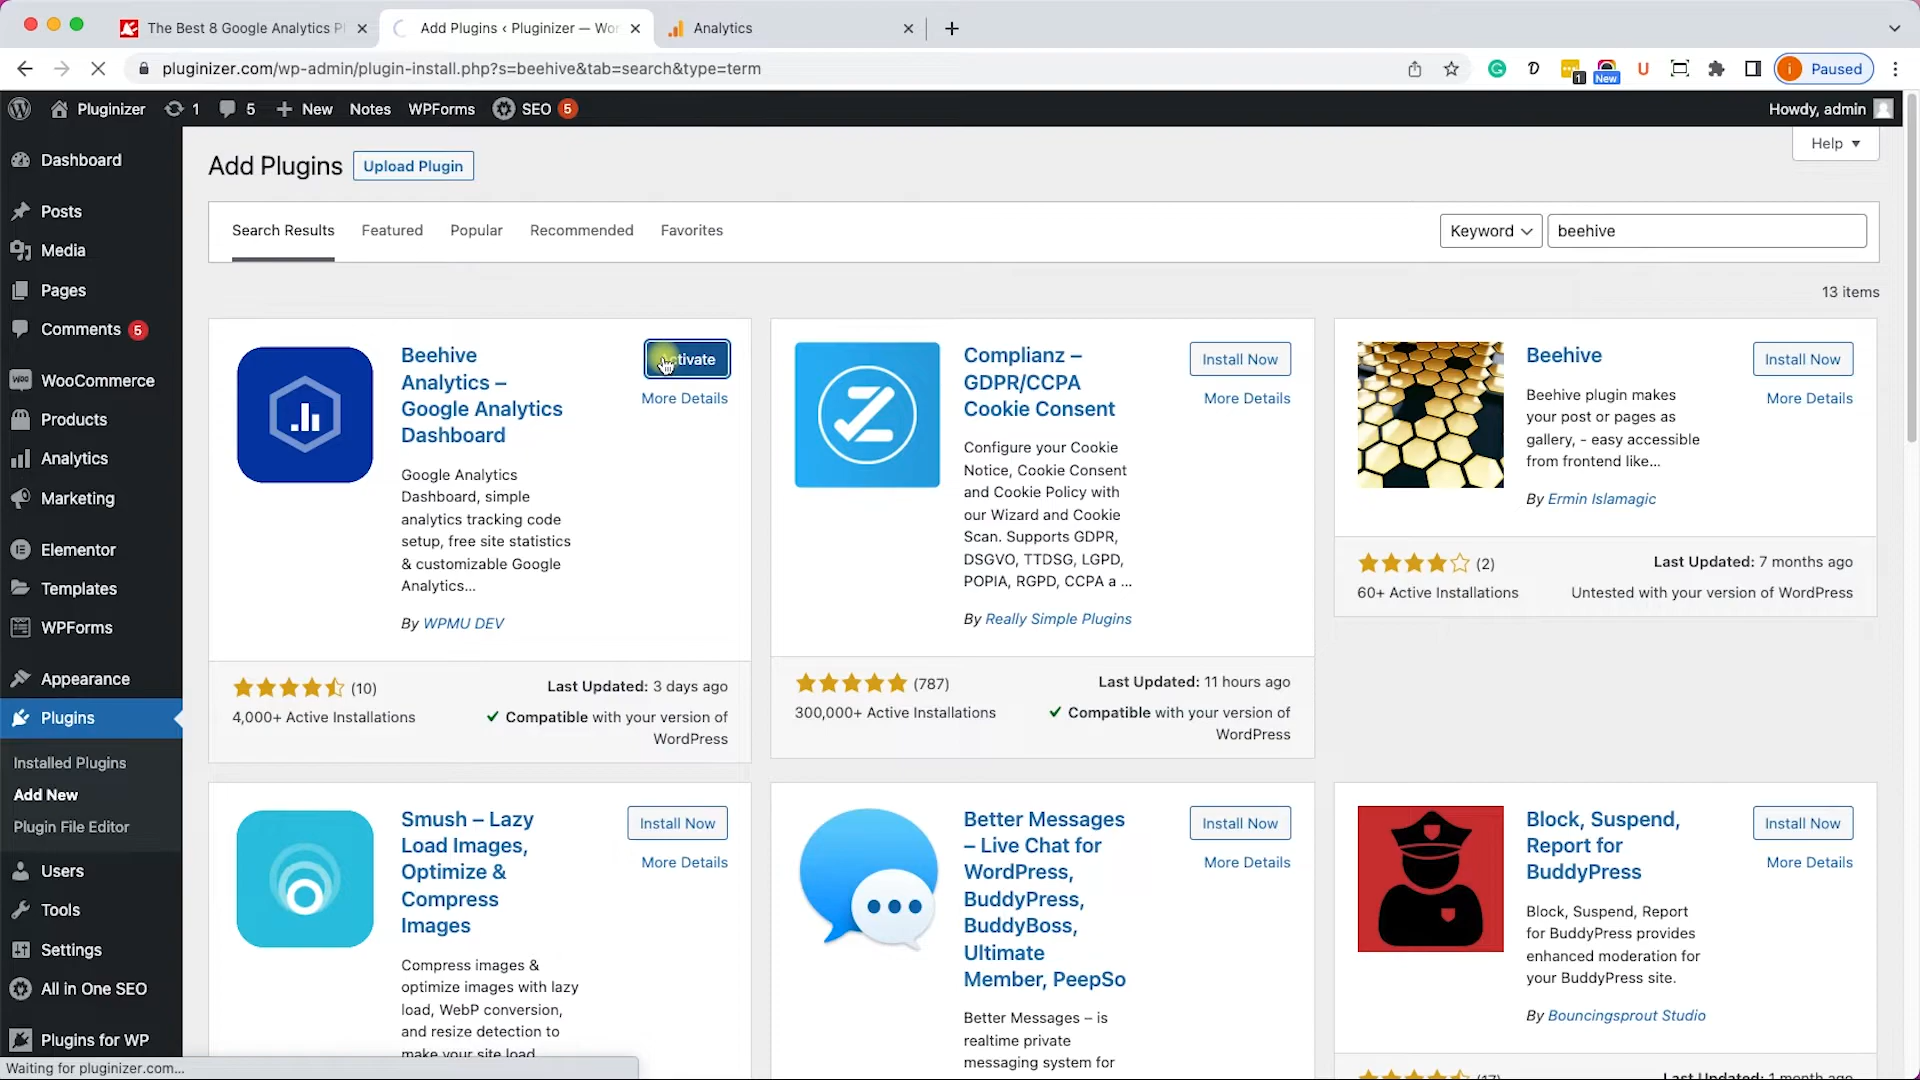 The Best 8 Google Analytics Pl
Add Plugins ‹ Pluginizer — Wor
Analytics
pluginizer.com/wp-admin/plugin-install.php?s=beehive&tab=search&type=term
1
New
U
i Paused
Pluginizer
1
5
New
Notes
WPForms
SEO 5
Howdy, admin
Dashboard
Posts
Media
Pages
Comments 5
WooCommerce
Products
Analytics
Marketing
Elementor
Templates
WPForms
Appearance
Plugins
Installed Plugins
Add New
Plugin File Editor
Users
Tools
Settings
All in One SEO
Plugins for WP
Waiting for pluginizer.com...
Help
Add Plugins
Upload Plugin
Search Results
Featured
Popular
Recommended
Favorites
Keyword
beehive
13 items
Beehive
Analytics –
Google Analytics
Dashboard
More Details
Google Analytics
Dashboard, simple
analytics tracking code
setup, free site statistics
& customizable Google
Analytics...
By WPMU DEV
(10)
4,000+ Active Installations
Last Updated: 3 days ago
Compatible with your version of
WordPress
Complianz –
GDPR/CCPA
Cookie Consent
Install Now
More Details
Configure your Cookie
Notice, Cookie Consent
and Cookie Policy with
our Wizard and Cookie
Scan. Supports GDPR,
DSGVO, TTDSG, LGPD,
POPIA, RGPD, CCPA a ...
By Really Simple Plugins
(787)
300,000+ Active Installations
Last Updated: 11 hours ago
Compatible with your version of
WordPress
Beehive
Install Now
More Details
Beehive plugin makes
your post or pages as
gallery, - easy accessible
from frontend like...
By Ermin Islamagic
(2)
60+ Active Installations
Last Updated: 7 months ago
Untested with your version of WordPress
Smush – Lazy
Load Images,
Optimize &
Compress
Images
Install Now
More Details
Compress images &
optimize images with lazy
load, WebP conversion,
and resize detection to
make your site load
Better Messages
– Live Chat for
WordPress,
BuddyPress,
BuddyBoss,
Ultimate
Member, PeepSo
Install Now
More Details
Better Messages – is
realtime private
messaging system for
Block, Suspend,
Report for
BuddyPress
Install Now
More Details
Block, Suspend, Report
for BuddyPress provides
enhanced moderation for
your BuddyPress site.
By Bouncingsprout Studio
(17)
Last Updated: 1 month ago